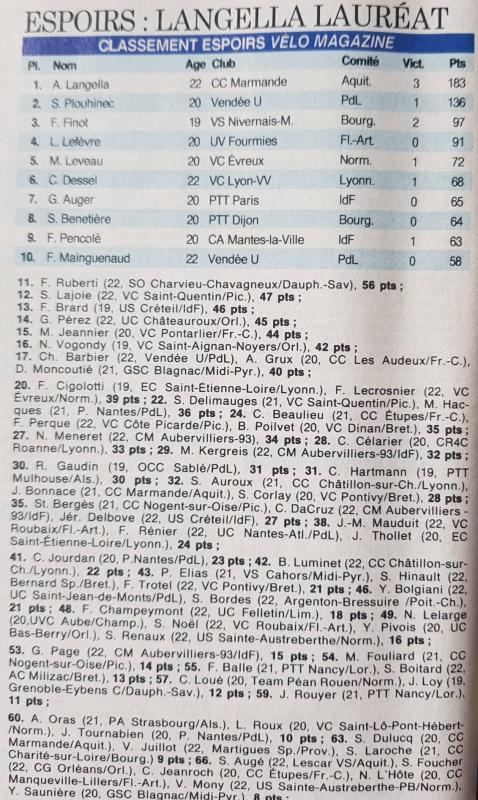 ESPOIRS : LANGELLA LAURÉAT
CLASSEMENT ESPOIRS VÉLO MAGAZINE
Pl. Nom Age Club Comité Vict. Pts
1. A. Langella 22 CC Marmande Aquit. 3 183
2. S. Plouhinec 20 Vendée U PdL 1 136
3. F. Finot 19 VS Nivernais-M. Bourg. 2 97
4. L. Lefèvre 20 UV Fourmies Fl.-Art. 0 91
5. M. Leveau 20 VC Évreux Norm. 1 72
6. C. Dessel 22 VC Lyon-VV Lyonn. 1 68
7. G. Auger 20 PTT Paris IdF 0 65
8. S. Benetière 20 PTT Dijon Bourg. 0 64
9. F. Pencolé 20 CA Mantes-la-Ville IdF 1 63
10. F. Mainguenaud 22 Vendée U PdL 0 58
11. F. Ruberti (22, SO Charvieu-Chavagneux/Dauph.-Sav), 56 pts ;
12. S. Lajoie (22, VC Saint-Quentin/Pic.), 47 pts ;
13. F. Brard (19, US Créteil/IdF), 46 pts ;
14. G. Pérez (22, UC Châteauroux/Orl.), 45 pts ;
15. M. Jeannier (20, VC Pontarlier/Fr.-C.), 44 pts ;
16. N. Vogondy (19, VC Saint-Aignan-Noyers/Orl.), 42 pts ;
17. Ch. Barbier (22, Vendée U/PdL), A. Grux (20, CC Les Audeux/Fr.-C.),
D. Moncoutié (21, GSC Blagnac/Midi-Pyr.), 40 pts ;
20. F. Cigolotti (19, EC Saint-Étienne-Loire/Lyonn.), F. Lecrosnier (22, VC
Évreux/Norm.), 39 pts ; 22. S. Delimauges (21, VC Saint-Quentin/Pic.), M. Hac-
ques (21, P. Nantes/PdL), 36 pts ; 24. C. Beaulieu (21, CC Étupes/Fr.-C.),
F. Perque (22, VC Côte Picarde/Pic.), B. Poilvet (20, VC Dinan/Bret.), 35 pts ;
27. N. Meneret (22, CM Aubervilliers-93), 34 pts ; 28. C. Célarier (20, CR4C
Roanne/Lyonn.), 33 pts ; 29. M. Kergreis (22, CM Aubervilliers-93/IdF), 32 pts ;
30. R. Gaudin (19, OCC Sablé/PdL), 31 pts ; 31. C. Hartmann (19, PTT
Mulhouse/Als.), 30 pts ; 32. S. Auroux (21, CC Châtillon-sur-Ch./Lyonn.),
J. Bonnace (21, CC Marmande/Aquit.), S. Corlay (20, VC Pontivy/Bret.), 28 pts ;
35. St. Bergès (21, CC Nogent-sur-Oise/Pic.), C. DaCruz (22, CM Aubervilliers -
93/IdF), Jér. Delbove (22, US Créteil/IdF), 27 pts ; 38. J.-M. Mauduit (22, VC
Roubaix/Fl.-Art.), F. Rénier (22, UC Nantes-Atl./PdL), J. Thollet (20, EC
Saint-Étienne-Loire/Lyonn.), 24 pts ;
41. C. Jourdan (20, P.Nantes/PdL), 23 pts ; 42. B. Luminet (22, CC Châtillon-sur-
Ch./Lyonn.), 22 pts ; 43. P. Elias (21, VS Cahors/Midi-Pyr.), S. Hinault (22,
Bernard Sp./Bret.), F. Trotel (22, VC Pontivy/Bret.), 21 pts ; 46. Y. Bolgiani (22,
UC Saint-Jean-de-Monts/PdL), S. Bordes (22, Argenton-Bressuire /Poit.-Ch.),
21 pts ; 48. F. Champeymont (22, UC Felletin/Lim.), 18 pts ; 49. N. Lelarge
(20,UVC Aube/Champ.), S. Noël (22, VC Roubaix/Fl.-Art.), Y. Pivois (20, UC
Bas-Berry/Orl.), S. Renaux (22, US Sainte-Austreberthe/Norm.), 16 pts ;
53. G. Page (22, CM Aubervilliers-93/IdF), 15 pts ; 54. M. Fouliard (21, CC
Nogent-sur-Oise/Pic.), 14 pts ; 55. F. Balle (21, PTT Nancy/Lor.), S. Boitard (22,
AC Milizac/Bret.), 13 pts ; 57. C. Loué (20, Team Péan Rouen/Norm.), J. Loy (19,
Grenoble-Eybens C/Dauph.-Sav.), 12 pts ; 59. J. Rouyer (21, PTT Nancy/Lor.),
11 pts ;
60. A. Oras (21, PA Strasbourg/Als.), L. Roux (20, VC Saint-Lô-Pont-Hébert-
/Norm.), J. Tournabien (20, P. Nantes/PdL), 10 pts ; 63. S. Dulucq (20, CC
Marmande/Aquit.), V. Juillot (22, Martigues Sp./Prov.), S. Laroche (21, CC
Charité-sur-Loire/Bourg.) 9 pts ; 66. S. Augé (22, Lescar VS/Aquit.), S. Foucher
(22, CG Orléans/Orl.), C. Jeanroch (20, CC Étupes/Fr.-C.), N. L'Hôte (20, CC
Manqueville-Lillers/Fl.-Art.), V. Mony (22, US Sainte-Austreberthe-PB/Norm.),
Y. Saunière (20, GSC Blagnac/Midi-Pyr.), 8 pts ;